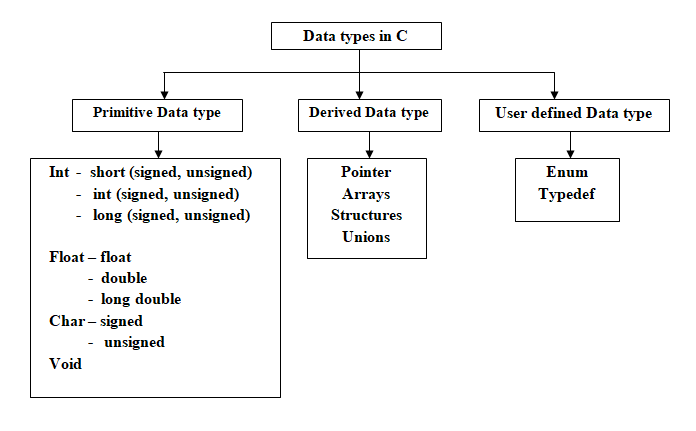 Data types in C
Primitive Data type
Derived Data type
User defined Data type
Int - short (signed, unsigned)
- int (signed, unsigned)
- long (signed, unsigned)
Float – float
- double
- long double
Char – signed
- unsigned
Void
Pointer
Arrays
Structures
Unions
Enum
Typedef